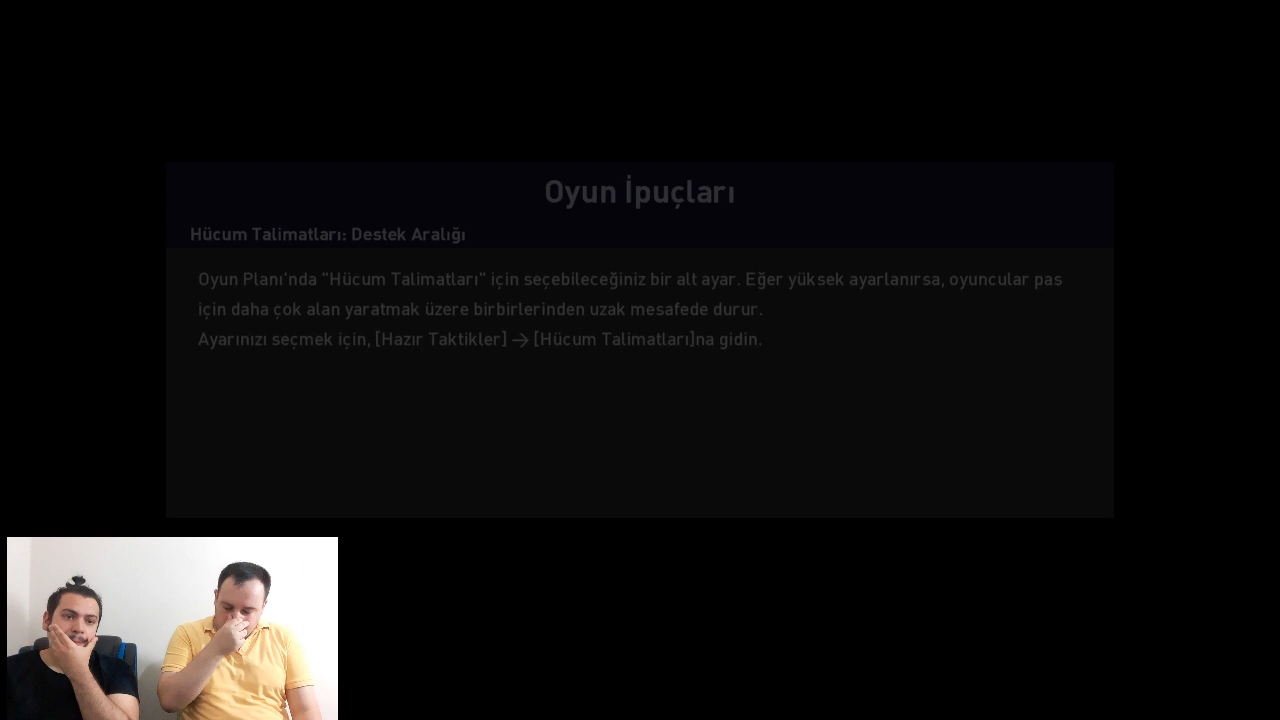 Oyun İpuçları
Hücum Talimatları: Destek Aralığı
Oyun Planı'nda "Hücum Talimatları" için seçebileceğiniz bir alt ayar. Eğer yüksek ayarlanırsa, oyuncular pas
için daha çok alan yaratmak üzere birbirlerinden uzak mesafede durur.
Ayarınızı seçmek için, [Hazır Taktikler] → [Hücum Talimatları]na gidin.